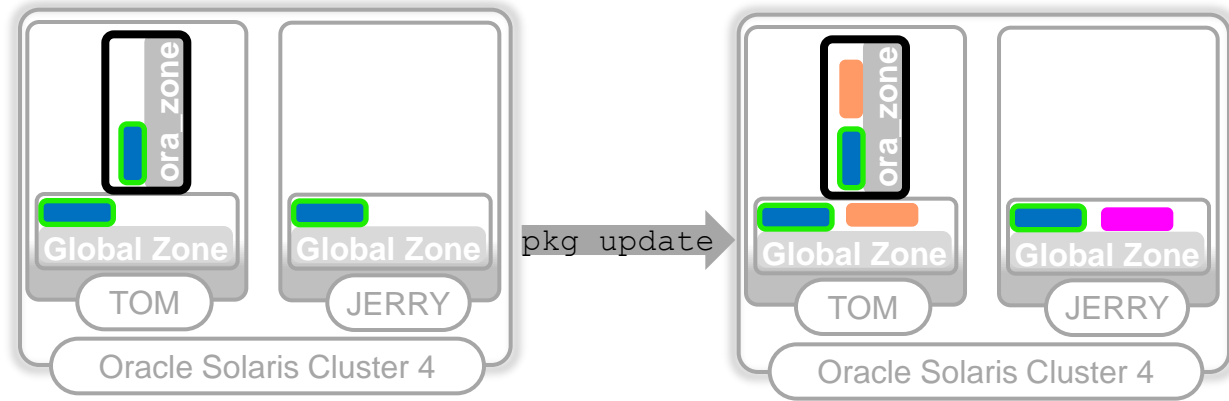 ora_zone
Global Zone
Global Zone
TOM
JERRY
Oracle Solaris Cluster 4
pkg update
ora_zone
Global Zone
Global Zone
TOM
JERRY
Oracle Solaris Cluster 4